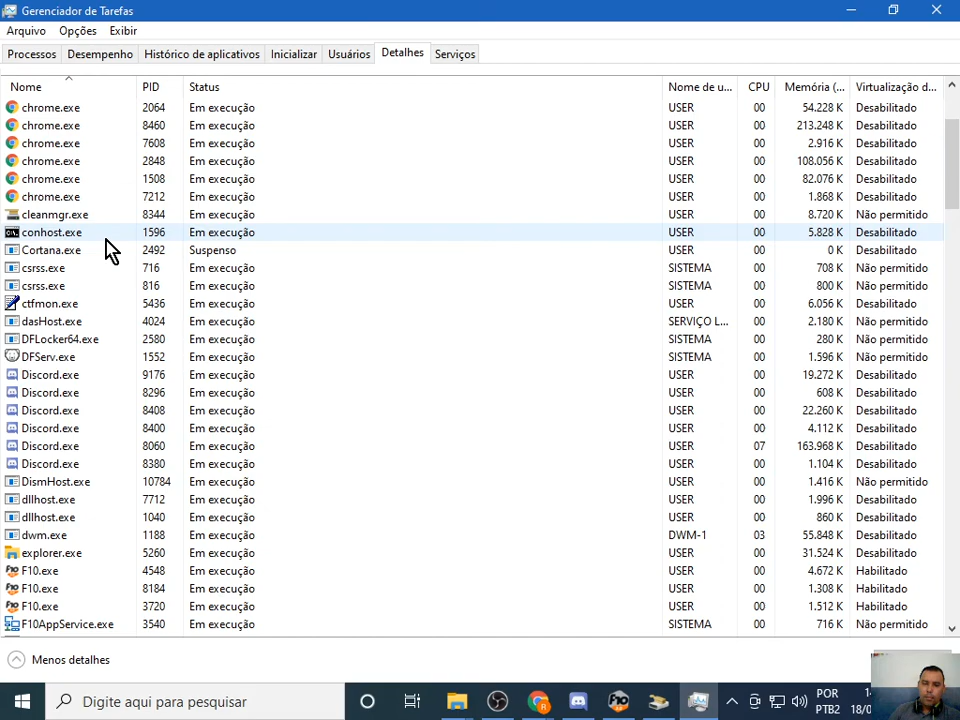 Gerenciador de Tarefas
Arquivo Opções Exibir
Processos Desempenho Histórico de aplicativos Inicializar Usuários Detalhes Serviços
Nome PID Status Nome de u... CPU Memória (... Virtualização d...
chrome.exe 2064 Em execução USER 00 54.228 K Desabilitado
chrome.exe 8460 Em execução USER 00 213.248 K Desabilitado
chrome.exe 7608 Em execução USER 00 2.916 K Desabilitado
chrome.exe 2848 Em execução USER 00 108.056 K Desabilitado
chrome.exe 1508 Em execução USER 00 82.076 K Desabilitado
chrome.exe 7212 Em execução USER 00 1.868 K Desabilitado
cleanmgr.exe 8344 Em execução USER 00 8.720 K Não permitido
conhost.exe 1596 Em execução USER 00 5.828 K Desabilitado
Cortana.exe 2492 Suspenso USER 00 0 K Desabilitado
csrss.exe 716 Em execução SISTEMA 00 708 K Não permitido
csrss.exe 816 Em execução SISTEMA 00 800 K Não permitido
ctfmon.exe 5436 Em execução USER 00 6.056 K Desabilitado
dasHost.exe 4024 Em execução SERVIÇO L... 00 2.180 K Não permitido
DFLocker64.exe 2580 Em execução SISTEMA 00 280 K Não permitido
DFServ.exe 1552 Em execução SISTEMA 00 1.596 K Não permitido
Discord.exe 9176 Em execução USER 00 19.272 K Desabilitado
Discord.exe 8296 Em execução USER 00 608 K Desabilitado
Discord.exe 8408 Em execução USER 00 22.260 K Desabilitado
Discord.exe 8400 Em execução USER 00 4.112 K Desabilitado
Discord.exe 8060 Em execução USER 07 163.968 K Desabilitado
Discord.exe 8380 Em execução USER 00 1.104 K Desabilitado
DismHost.exe 10784 Em execução USER 00 1.416 K Não permitido
dllhost.exe 7712 Em execução USER 00 1.996 K Desabilitado
dllhost.exe 1040 Em execução USER 00 860 K Desabilitado
dwm.exe 1188 Em execução DWM-1 03 55.848 K Desabilitado
explorer.exe 5260 Em execução USER 00 31.524 K Desabilitado
F10.exe 4548 Em execução USER 00 4.672 K Habilitado
F10.exe 8184 Em execução USER 00 1.308 K Habilitado
F10.exe 3720 Em execução USER 00 1.512 K Habilitado
F10AppService.exe 3540 Em execução SISTEMA 00 716 K Não permitido
Menos detalhes
Digite aqui para pesquisar
POR
PTB2